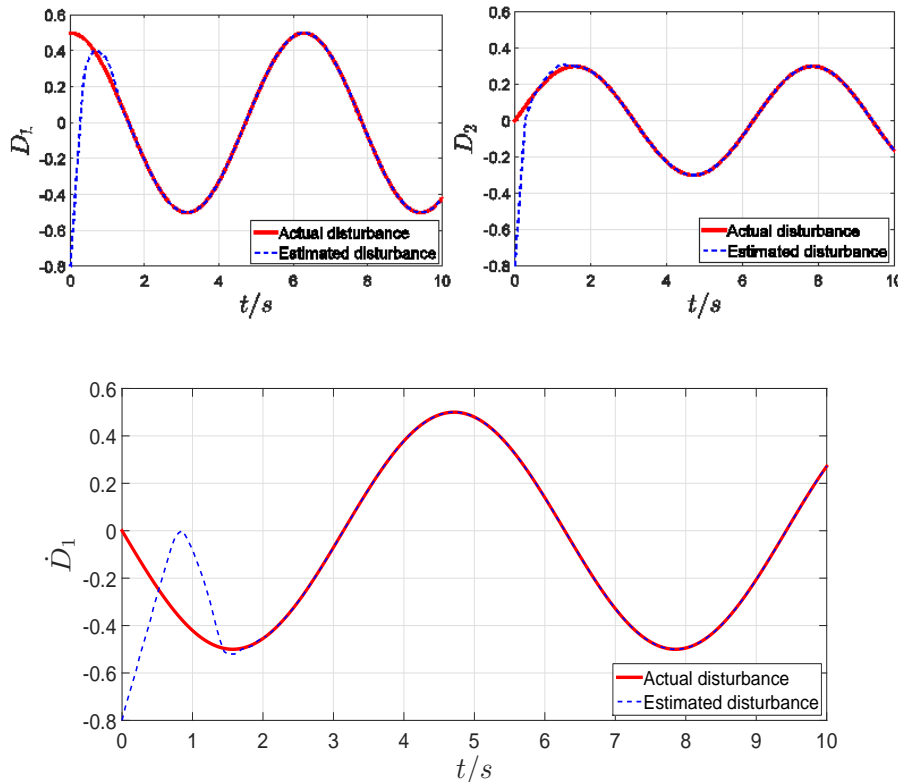 0.6
0.4
0.2
0
-0.2
-0.4
-0.6
-0.8
D1
0 2 4 6 8 10
t/s
Actual disturbance
Estimated disturbance
0.6
0.4
0.2
0
-0.2
-0.4
-0.6
-0.8
D2
0 2 4 6 8 10
t/s
Actual disturbance
Estimated disturbance
0.6
0.4
0.2
0
-0.2
-0.4
-0.6
-0.8
Ḋ1
0 1 2 3 4 5 6 7 8 9 10
t/s
Actual disturbance
Estimated disturbance